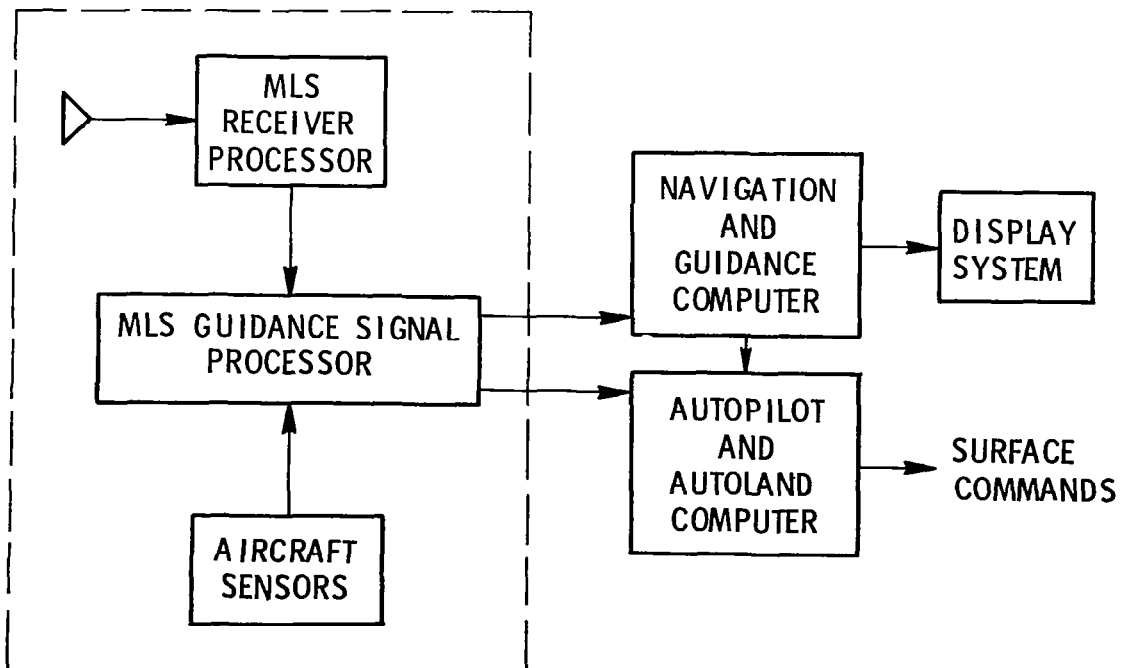 MLS
RECEIVER
PROCESSOR
MLS GUIDANCE SIGNAL
PROCESSOR
AIRCRAFT
SENSORS
NAVIGATION
AND
GUIDANCE
COMPUTER
DISPLAY
SYSTEM
AUTOPILOT
AND
AUTOLAND
COMPUTER
SURFACE
COMMANDS